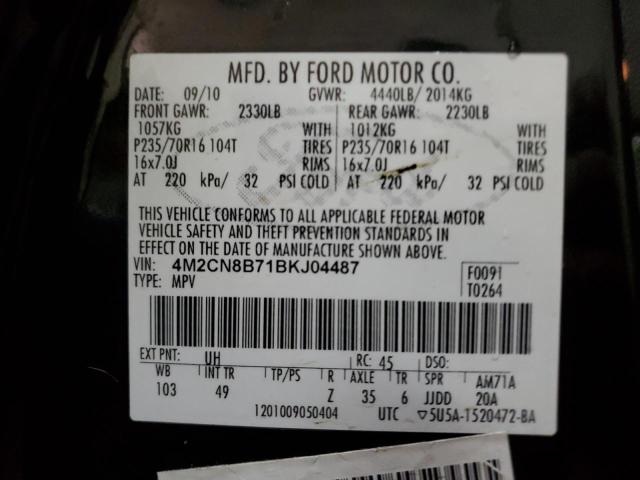 MFD. BY FORD MOTOR CO.
DATE: 09/10 GVWR: 4440LB/ 2014KG
FRONT GAWR: 2330LB REAR GAWR: 2230LB
1057KG WITH 1012KG WITH
P235/70R16 104T TIRES P235/70R16 104T TIRES
16x7.0J RIMS 16x7.0J RIMS
AT 220 kPa/ 32 PSI COLD AT 220 kPa/ 32 PSI COLD
THIS VEHICLE CONFORMS TO ALL APPLICABLE FEDERAL MOTOR
VEHICLE SAFETY AND THEFT PREVENTION STANDARDS IN
EFFECT ON THE DATE OF MANUFACTURE SHOWN ABOVE.
VIN: 4M2CN8B71BKJ04487 F0091
TYPE: MPV T0264
EXT PNT: UH RC: 45 DSO:
WB INT TR TP/PS R AXLE TR SPR AM71A
103 49 Z 35 6 JJDD 20A
1201009050404 UTC ▽5U5A-T520472-BA